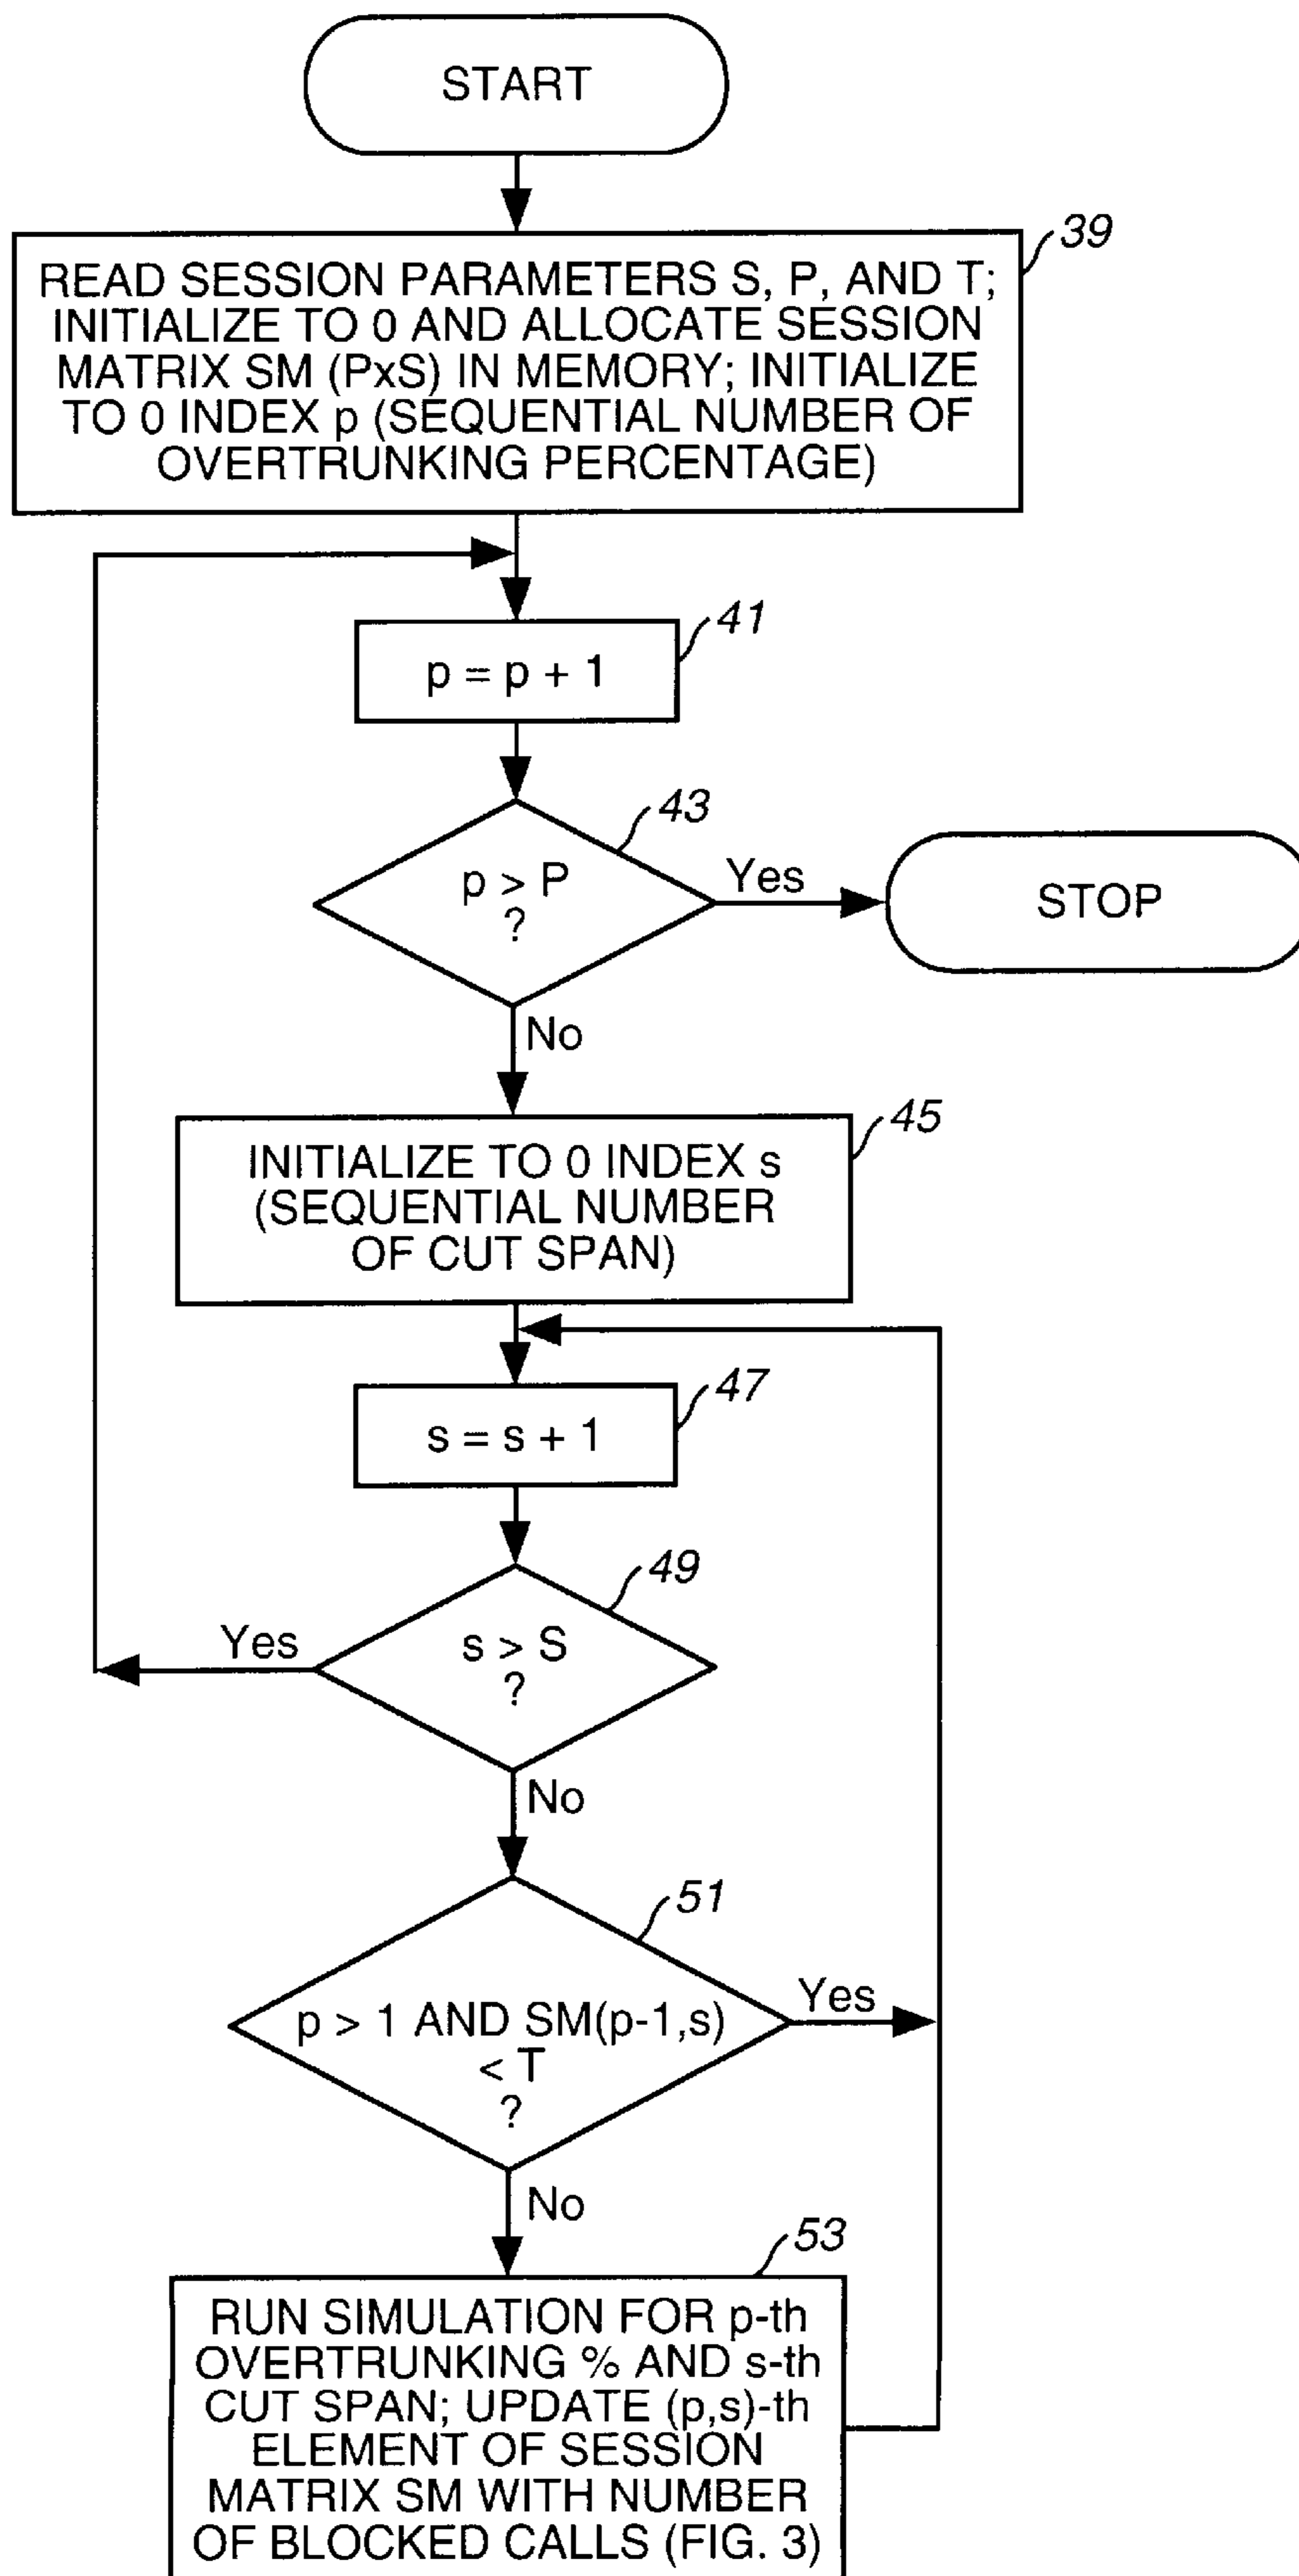 START
39
READ SESSION PARAMETERS S, P, AND T;
INITIALIZE TO 0 AND ALLOCATE SESSION
MATRIX SM (PxS) IN MEMORY; INITIALIZE
TO 0 INDEX p (SEQUENTIAL NUMBER OF
OVERTRUNKING PERCENTAGE)
41
p = p + 1
43
p > P
?
Yes
STOP
No
45
INITIALIZE TO 0 INDEX s
(SEQUENTIAL NUMBER
OF CUT SPAN)
47
s = s + 1
49
s > S
?
Yes
No
51
p > 1 AND SM(p-1,s)
< T
?
Yes
No
53
RUN SIMULATION FOR p-th
OVERTRUNKING % AND s-th
CUT SPAN; UPDATE (p,s)-th
ELEMENT OF SESSION
MATRIX SM WITH NUMBER
OF BLOCKED CALLS (FIG. 3)